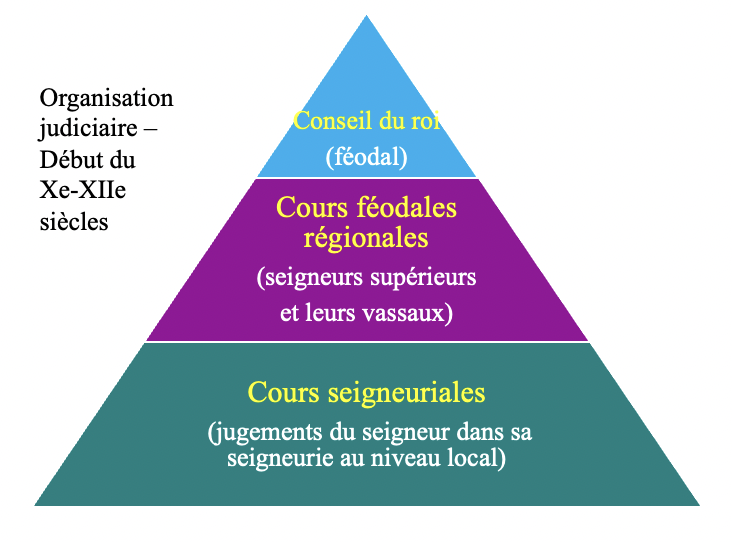 Organisation
judiciaire –
Début du
Xe-XIIe
siècles
Conseil du roi
(féodal)
Cours féodales
régionales
(seigneurs supérieurs
et leurs vassaux)
Cours seigneuriales
(jugements du seigneur dans sa
seigneurie au niveau local)